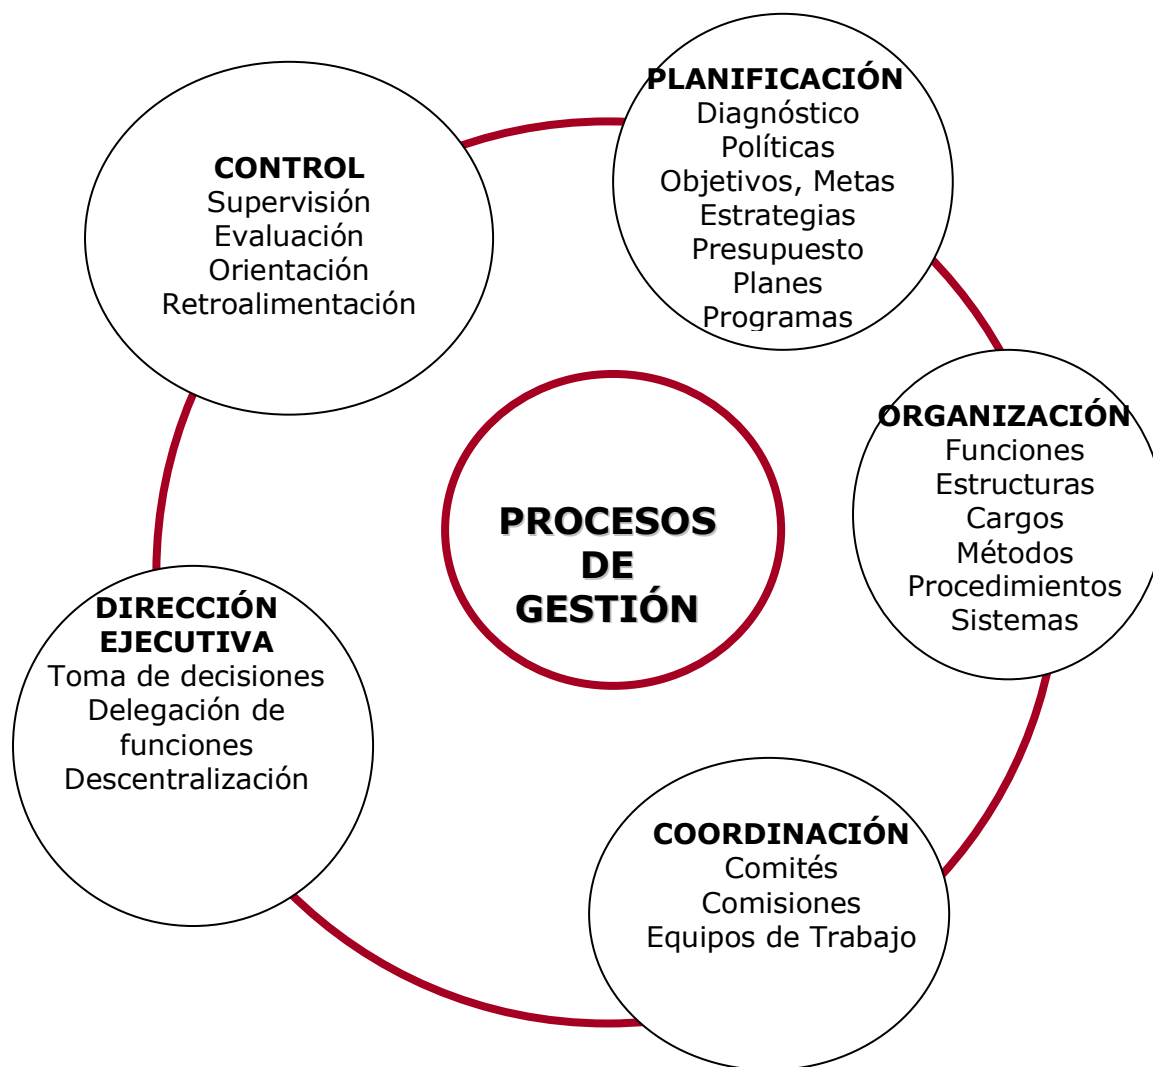 PLANIFICACIÓN
Diagnóstico
Políticas
Objetivos, Metas
Estrategias
Presupuesto
Planes
Programas
CONTROL
Supervisión
Evaluación
Orientación
Retroalimentación
ORGANIZACIÓN
Funciones
Estructuras
Cargos
Métodos
Procedimientos
Sistemas
PROCESOS
DE
GESTIÓN
DIRECCIÓN
EJECUTIVA
Toma de decisiones
Delegación de
funciones
Descentralización
COORDINACIÓN
Comités
Comisiones
Equipos de Trabajo